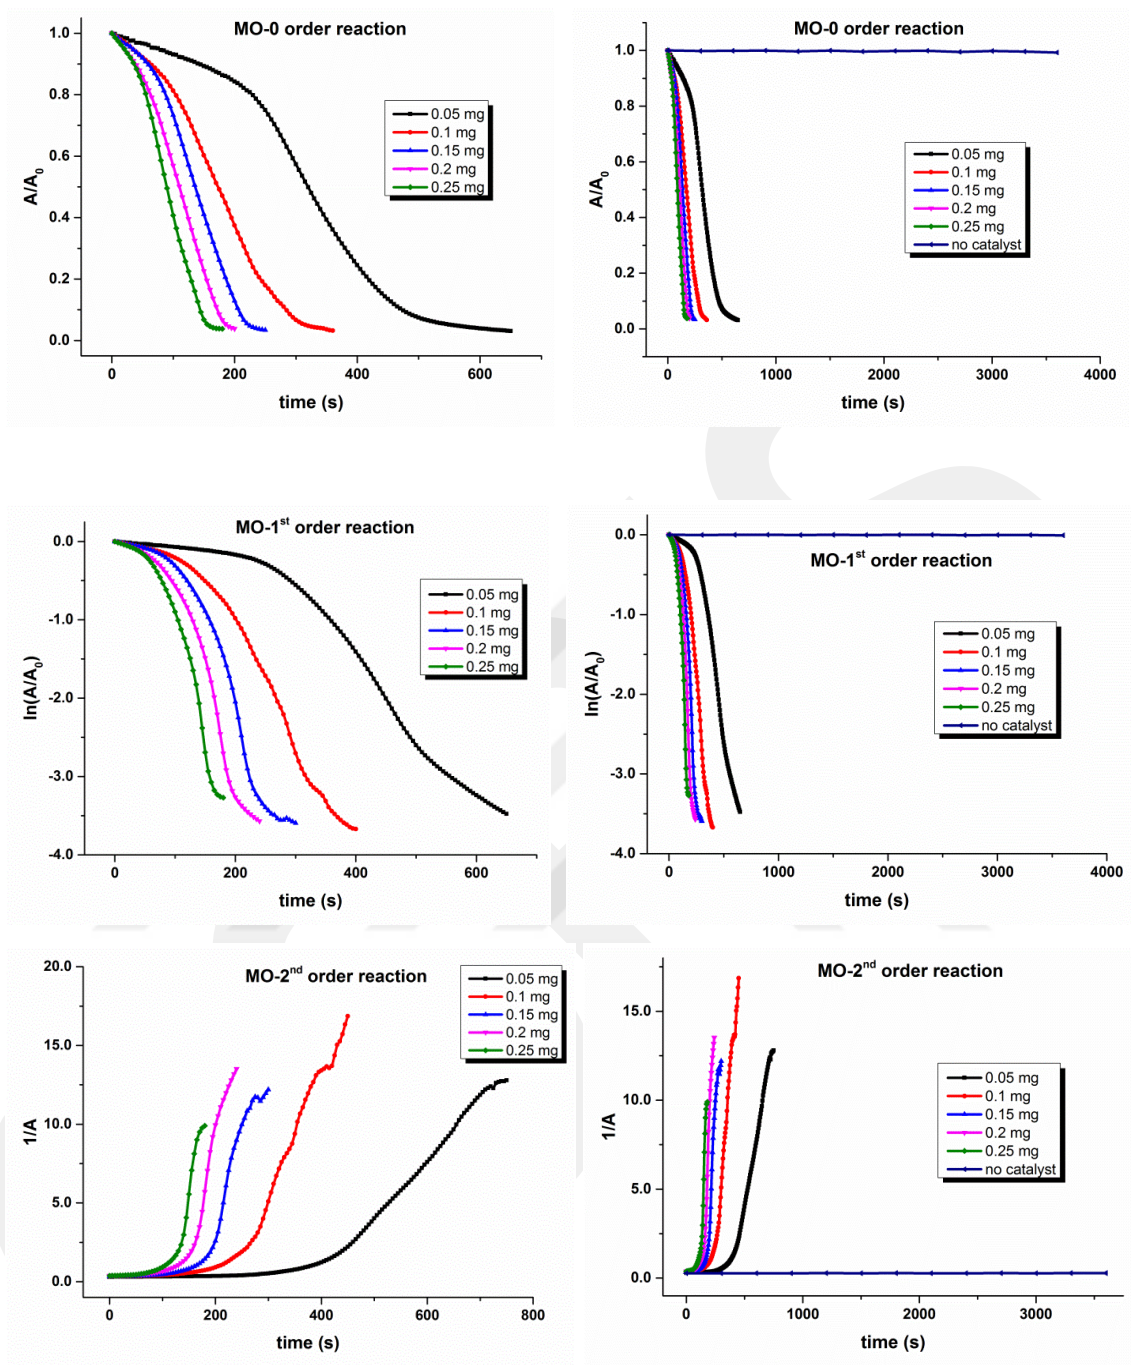 MO-0 order reaction
1.0
0.8
0.6
0.4
0.2
0.0
A/A0
0.05 mg
0.1 mg
0.15 mg
0.2 mg
0.25 mg
0 200 400 600
time (s)
MO-0 order reaction
1.0
0.8
0.6
0.4
0.2
0.0
A/A0
0.05 mg
0.1 mg
0.15 mg
0.2 mg
0.25 mg
no catalyst
0 1000 2000 3000 4000
time (s)
MO-1st order reaction
0.0
-1.0
-2.0
-3.0
-4.0
ln(A/A0)
0.05 mg
0.1 mg
0.15 mg
0.2 mg
0.25 mg
0 200 400 600
time (s)
MO-1st order reaction
0.0
-1.0
-2.0
-3.0
-4.0
ln(A/A0)
0.05 mg
0.1 mg
0.15 mg
0.2 mg
0.25 mg
no catalyst
0 1000 2000 3000 4000
time (s)
MO-2nd order reaction
20.0
15.0
10.0
5.0
0.0
1/A
0.05 mg
0.1 mg
0.15 mg
0.2 mg
0.25 mg
0 200 400 600 800
time (s)
MO-2nd order reaction
15.0
10.0
5.0
0.0
1/A
0.05 mg
0.1 mg
0.15 mg
0.2 mg
0.25 mg
no catalyst
0 1000 2000 3000
time (s)